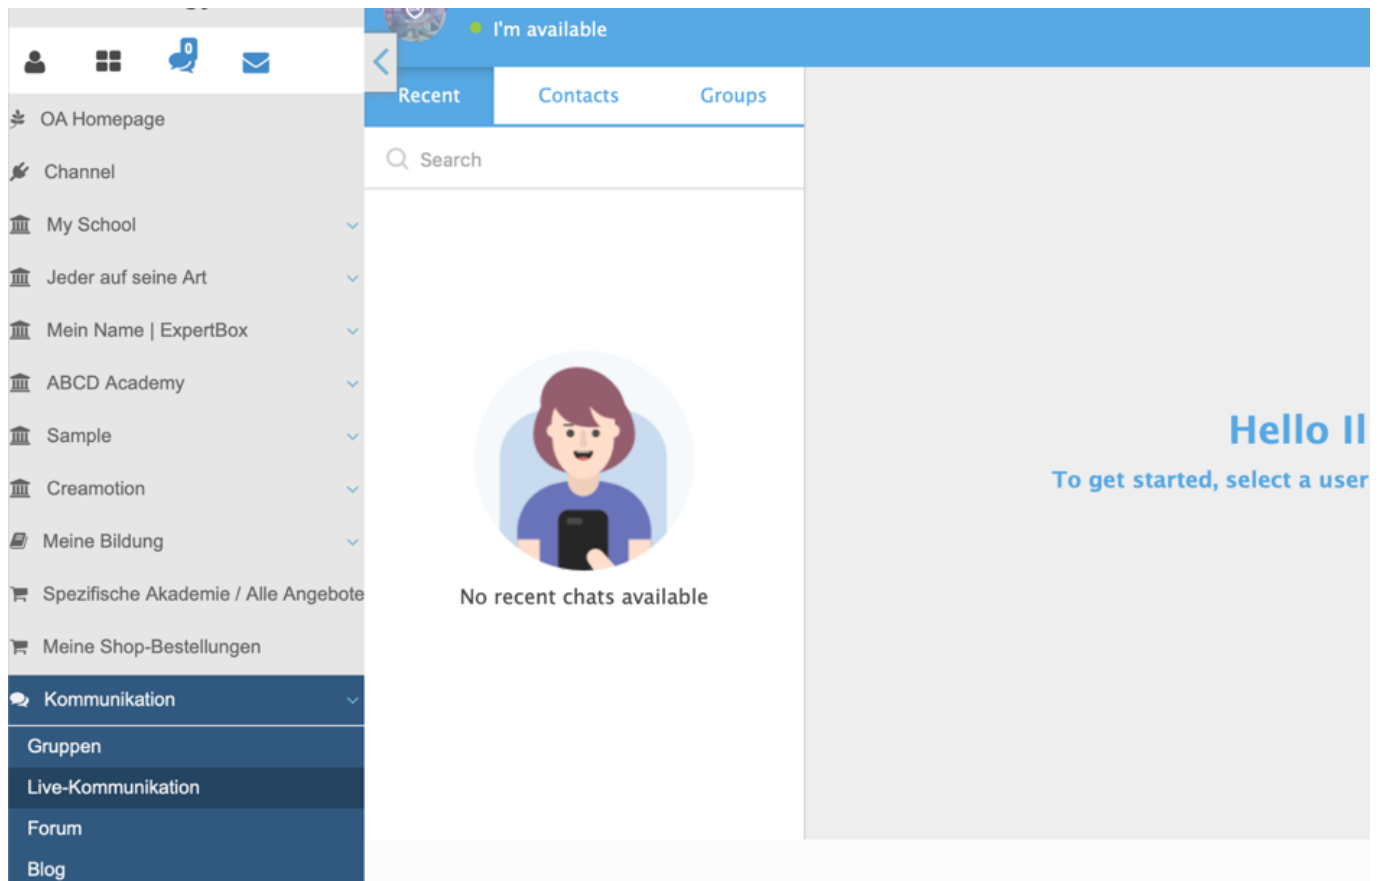 0
OA Homepage
Channel
My School
Jeder auf seine Art
Mein Name | ExpertBox
ABCD Academy
Sample
Creamotion
Meine Bildung
Spezifische Akademie / Alle Angebote
Meine Shop-Bestellungen
Kommunikation
Gruppen
Live-Kommunikation
Forum
Blog
I'm available
Recent Contacts Groups
Search
No recent chats available
Hello Il
To get started, select a user